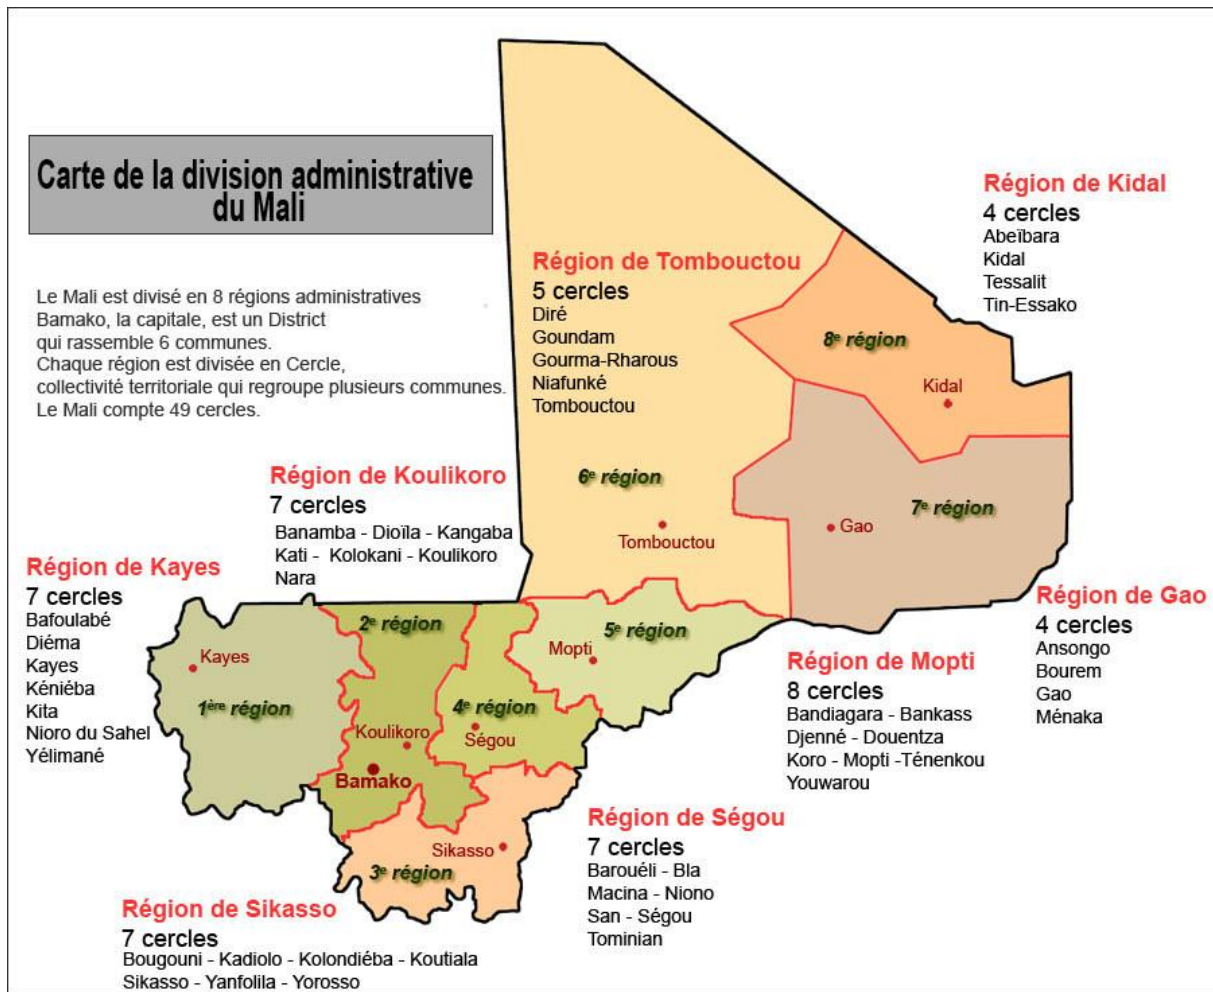 Carte de la division administrative
du Mali
Le Mali est divisé en 8 régions administratives
Bamako, la capitale, est un District
qui rassemble 6 communes.
Chaque région est divisée en Cercle,
collectivité territoriale qui regroupe plusieurs communes.
Le Mali compte 49 cercles.
Région de Kidal
4 cercles
Abeïbara
Kidal
Tessalit
Tin-Essako
Région de Tombouctou
5 cercles
Diré
Goundam
Gourma-Rharous
Niafunké
Tombouctou
8e région
Kidal
6e région
Tombouctou
7e région
Gao
Région de Koulikoro
7 cercles
Banamba - Dioïla - Kangaba
Kati - Kolokani - Koulikoro
Nara
Région de Kayes
7 cercles
Bafoulabé
Diéma
Kayes
Kéniéba
Kita
Nioro du Sahel
Yélimané
Kayes
1ère région
2e région
Koulikoro
Bamako
4e région
Ségou
5e région
Mopti
Région de Gao
4 cercles
Ansongo
Bourem
Gao
Ménaka
Région de Mopti
8 cercles
Bandiagara - Bankass
Djenné - Douentza
Koro - Mopti -Ténenkou
Youwarou
Sikasso
3e région
Région de Ségou
7 cercles
Barouéli - Bla
Macina - Niono
San - Ségou
Tominian
Région de Sikasso
7 cercles
Bougouni - Kadiolo - Kolondiéba - Koutiala
Sikasso - Yanfolila - Yorosso